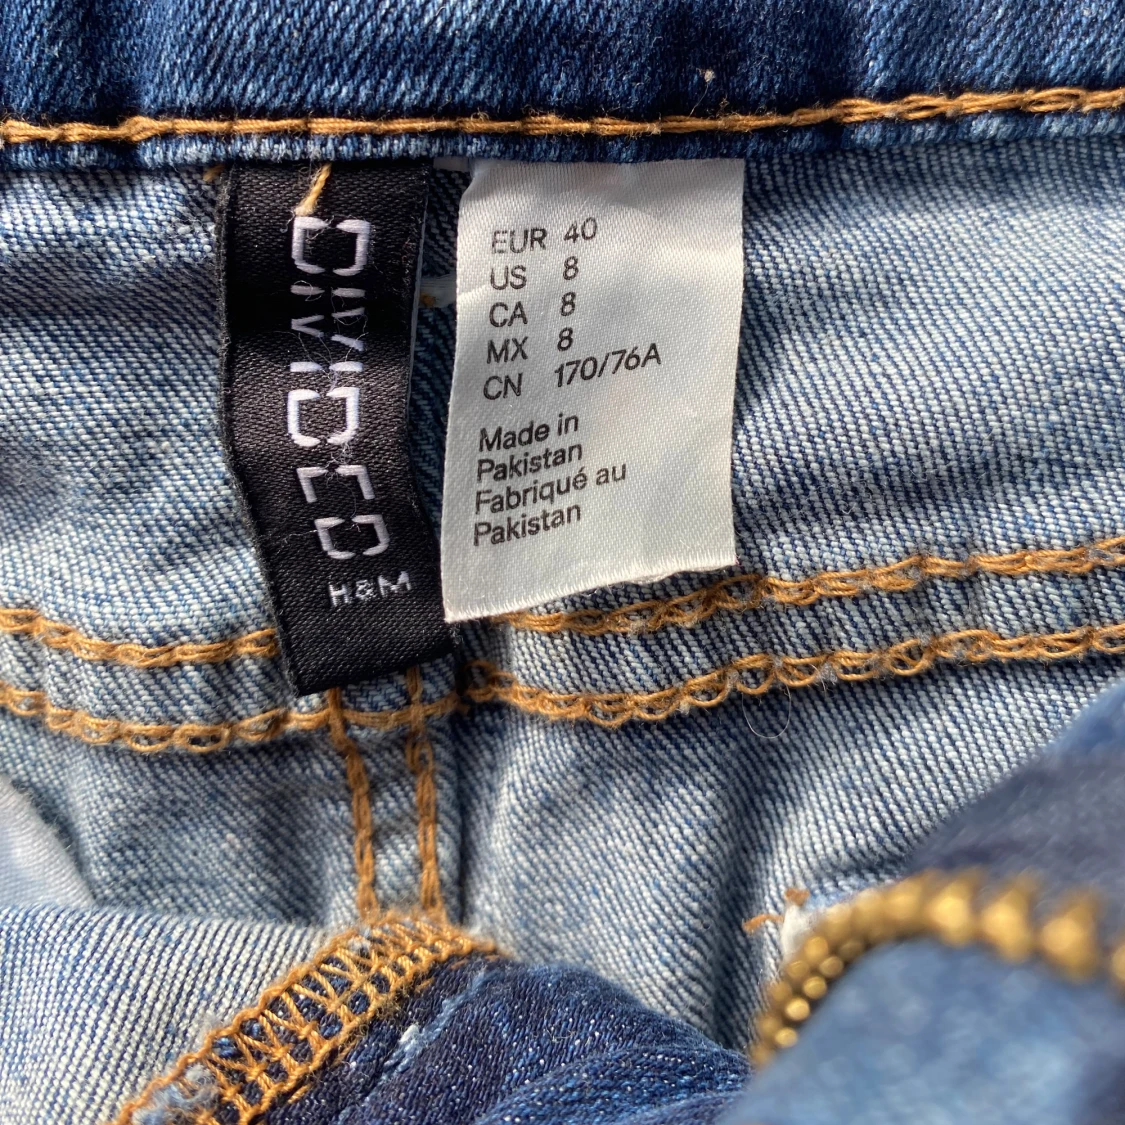 DIVIDED
H&M
EUR 40
US 8
CA 8
MX 8
CN 170/76A
Made in
Pakistan
Fabriqué au
Pakistan